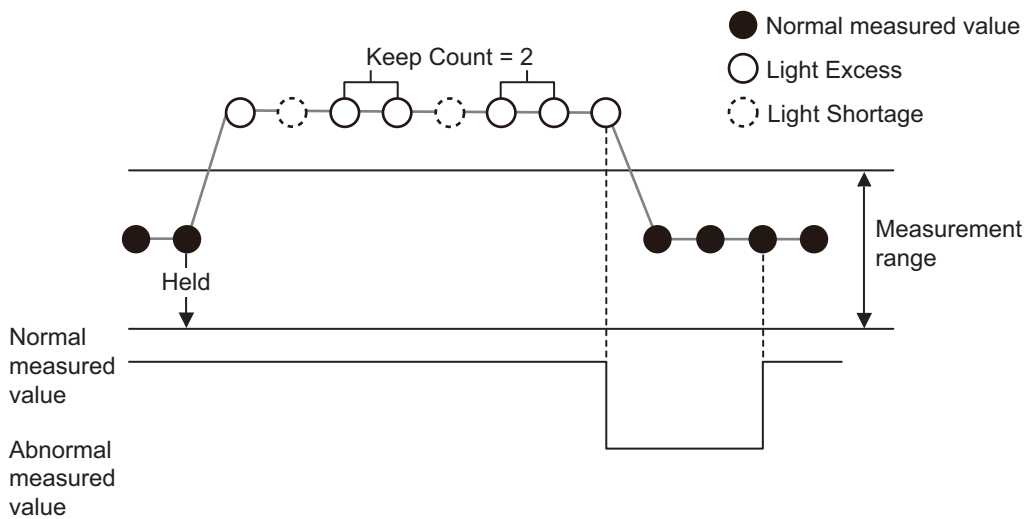 Keep Count = 2
Normal measured value
Light Excess
Light Shortage
Held
Measurement
range
Normal
measured
value
Abnormal
measured
value